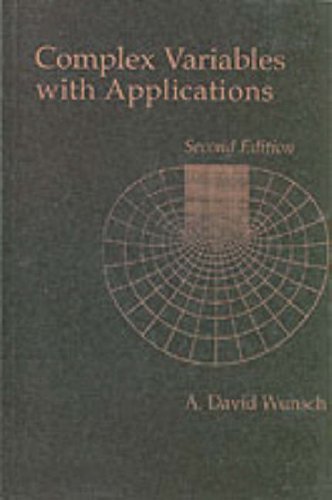 Complex Variables
with Applications
Second Edition
A. David Wunsch